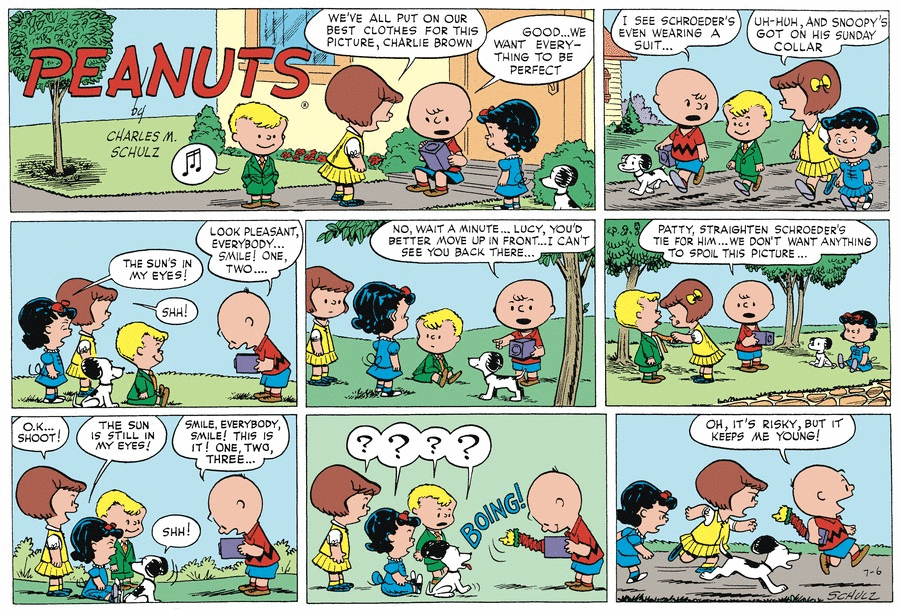 PEANUTS
®
by
CHARLES M.
SCHULZ
WE'VE ALL PUT ON OUR
BEST CLOTHES FOR THIS
PICTURE, CHARLIE BROWN
GOOD...WE
WANT EVERY-
THING TO BE
PERFECT
I SEE SCHROEDER'S
EVEN WEARING A
SUIT...
UH-HUH, AND SNOOPY'S
GOT ON HIS SUNDAY
COLLAR
THE SUN'S IN
MY EYES!
SHH!
LOOK PLEASANT,
EVERYBODY...
SMILE! ONE,
TWO....
NO, WAIT A MINUTE... LUCY, YOU'D
BETTER MOVE UP IN FRONT...I CAN'T
SEE YOU BACK THERE...
PATTY, STRAIGHTEN SCHROEDER'S
TIE FOR HIM...WE DON'T WANT ANYTHING
TO SPOIL THIS PICTURE...
O.K...
SHOOT!
THE SUN
IS STILL IN
MY EYES!
SHH!
SMILE, EVERYBODY,
SMILE! THIS IS
IT! ONE, TWO,
THREE...
? ? ? ?
BOING!
OH, IT'S RISKY, BUT IT
KEEPS ME YOUNG!
7-6
SCHULZ